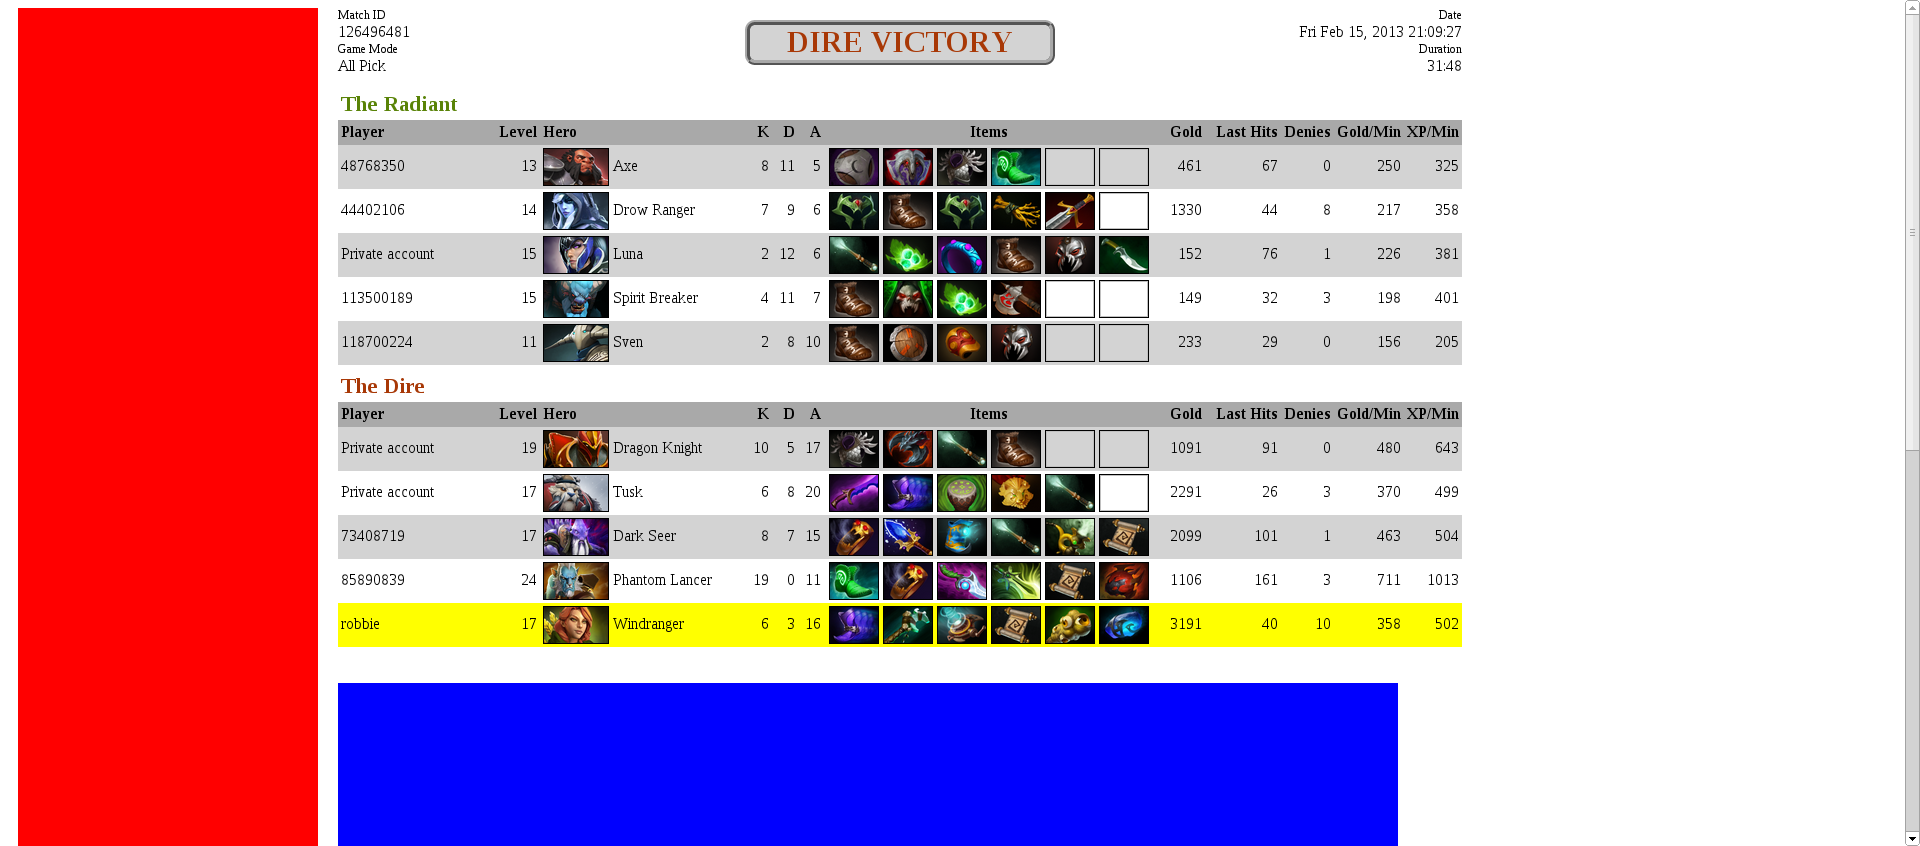 Match ID
126496481
Game Mode
All Pick
DIRE VICTORY
Date
Fri Feb 15, 2013 21:09:27
Duration
31:48
The Radiant
Player Level Hero K D A Items Gold Last Hits Denies Gold/Min XP/Min
48768350 13 Axe 8 11 5 461 67 0 250 325
44402106 14 Drow Ranger 7 9 6 1330 44 8 217 358
Private account 15 Luna 2 12 6 152 76 1 226 381
113500189 15 Spirit Breaker 4 11 7 149 32 3 198 401
118700224 11 Sven 2 8 10 233 29 0 156 205
The Dire
Player Level Hero K D A Items Gold Last Hits Denies Gold/Min XP/Min
Private account 19 Dragon Knight 10 5 17 1091 91 0 480 643
Private account 17 Tusk 6 8 20 2291 26 3 370 499
73408719 17 Dark Seer 8 7 15 2099 101 1 463 504
85890839 24 Phantom Lancer 19 0 11 1106 161 3 711 1013
robbie 17 Windranger 6 3 16 3191 40 10 358 502